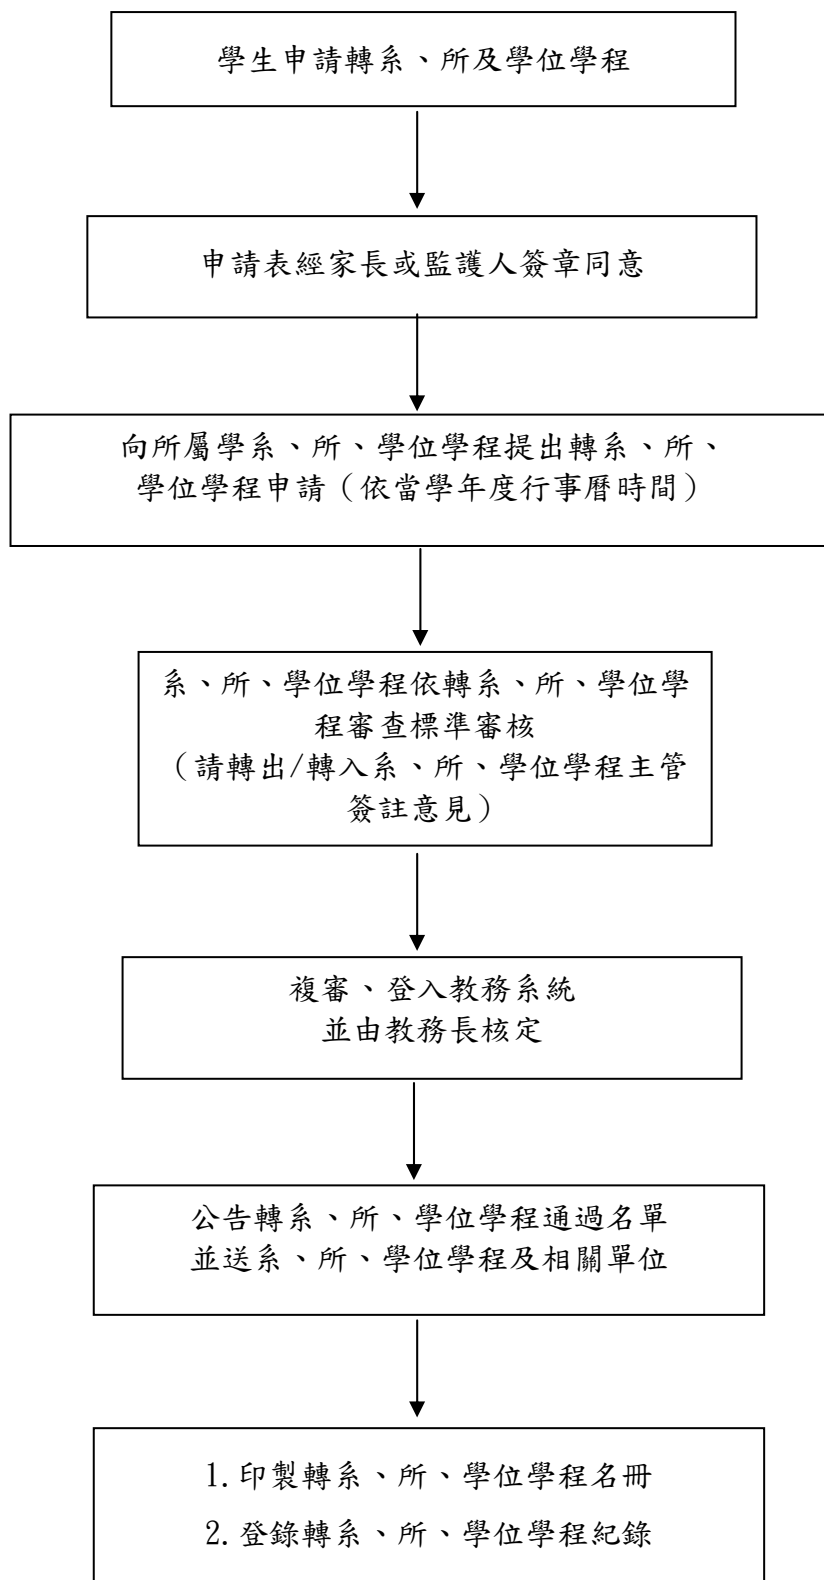 學生申請轉系、所及學位學程
申請表經家長或監護人簽章同意
向所屬學系、所、學位學程提出轉系、所、
學位學程申請（依當學年度行事曆時間）
系、所、學位學程依轉系、所、學位學
程審查標準審核
（請轉出/轉入系、所、學位學程主管
簽註意見）
複審、登入教務系統
並由教務長核定
公告轉系、所、學位學程通過名單
並送系、所、學位學程及相關單位
1.印製轉系、所、學位學程名冊
2.登錄轉系、所、學位學程紀錄